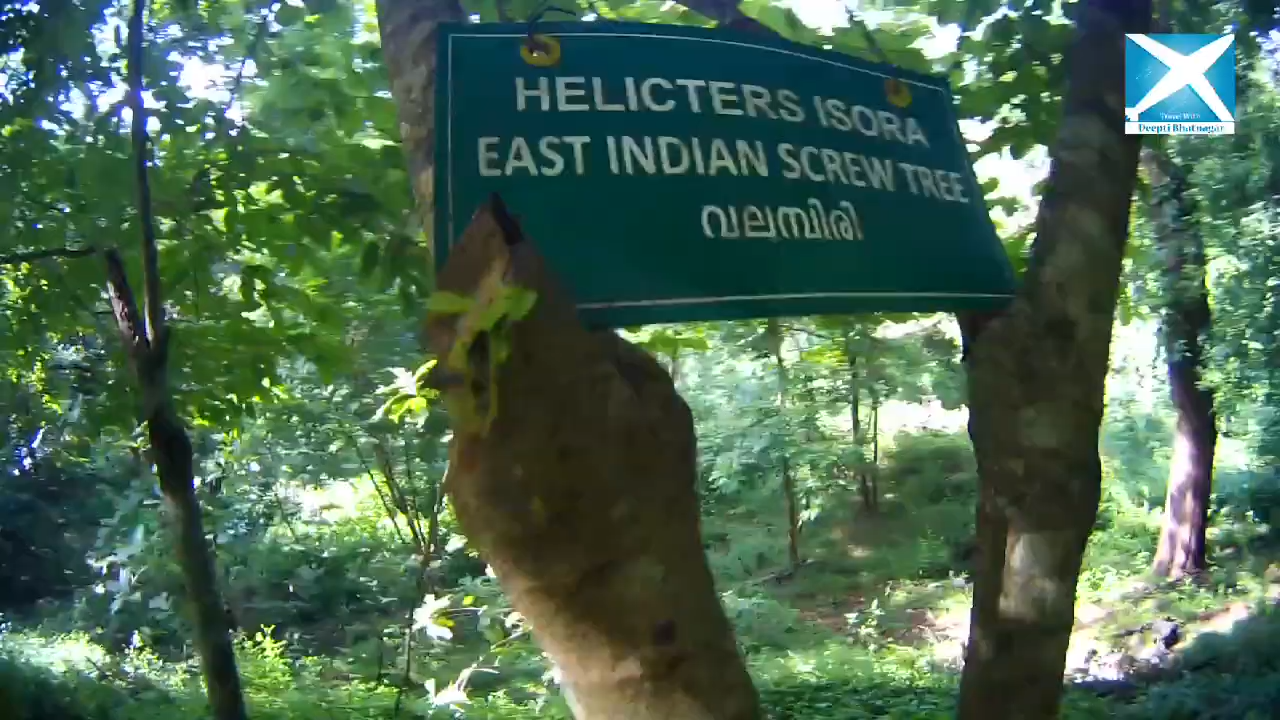 HELICTERS ISORA
EAST INDIAN SCREW TREE
വലമ്പിരി
Travel With
Deepti Bhatnagar